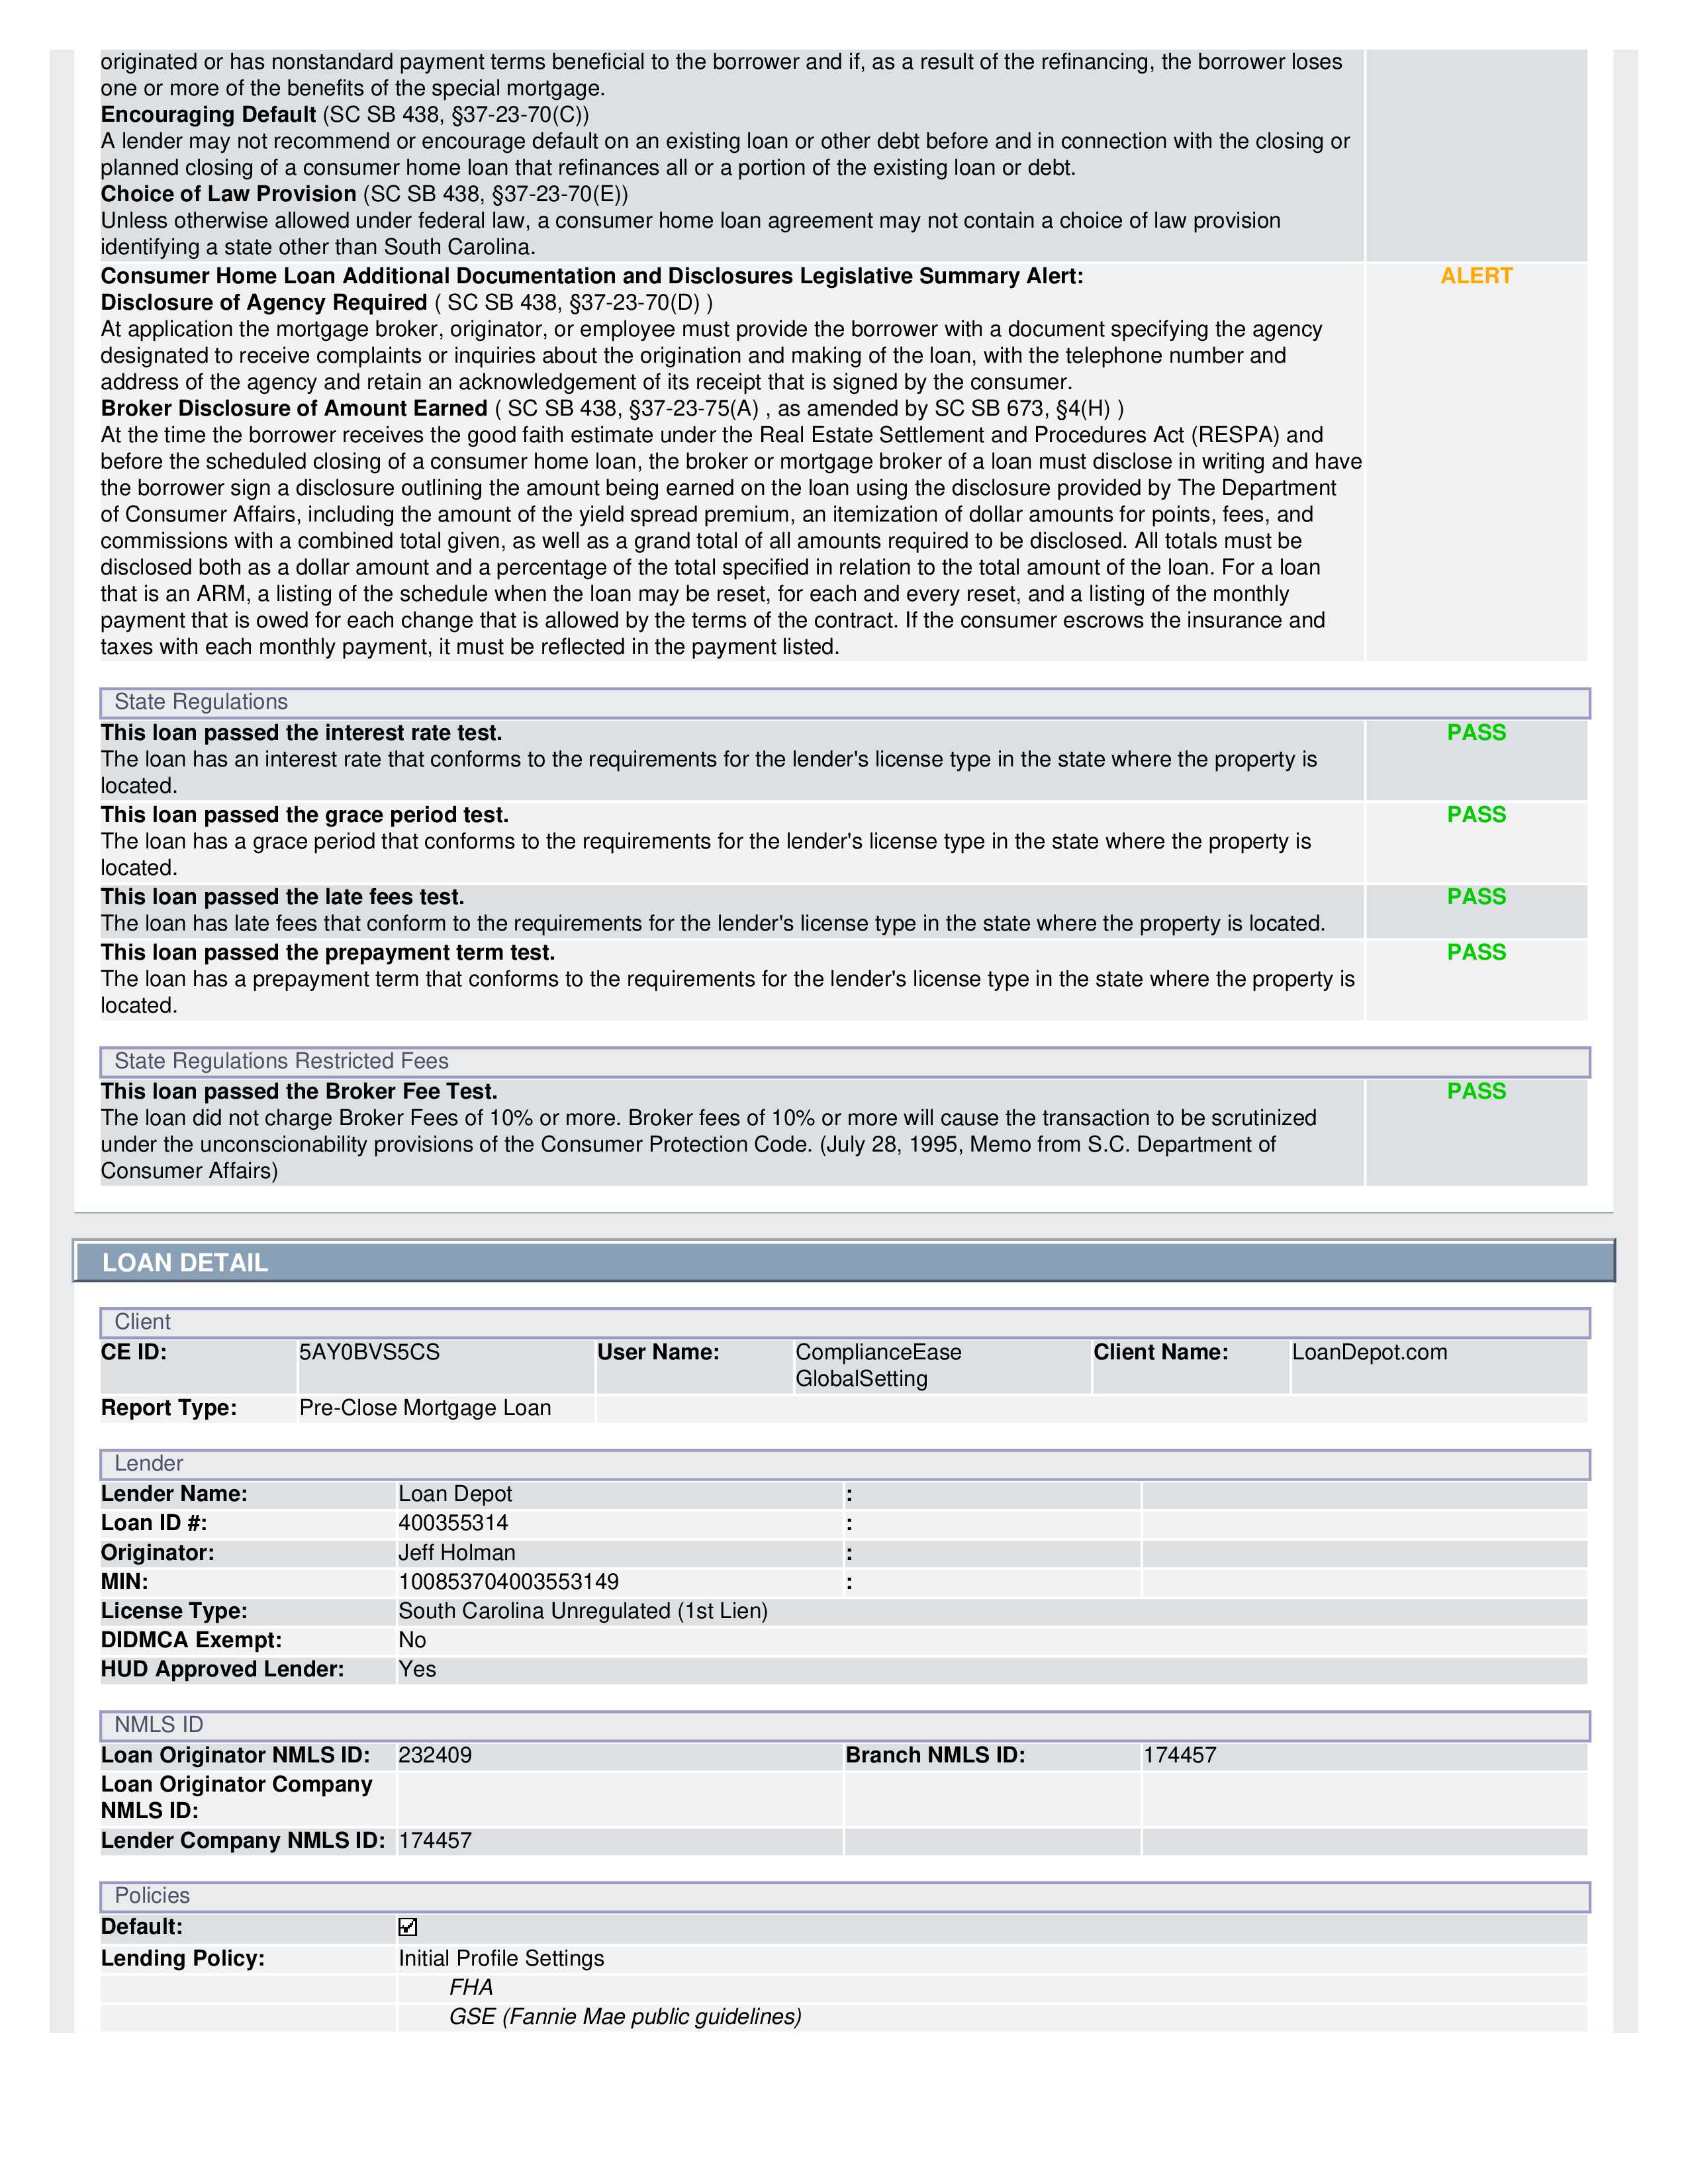 originated or has nonstandard payment terms beneficial to the borrower and if, as a result of the refinancing, the borrower loses
one or more of the benefits of the special mortgage.
Encouraging Default (SC SB 438, §37-23-70(C))
A lender may not recommend or encourage default on an existing loan or other debt before and in connection with the closing or
planned closing of a consumer home loan that refinances all or a portion of the existing loan or debt.
Choice of Law Provision (SC SB 438, §37-23-70(E))
Unless otherwise allowed under federal law, a consumer home loan agreement may not contain a choice of law provision
identifying a state other than South Carolina.
Consumer Home Loan Additional Documentation and Disclosures Legislative Summary Alert: ALERT
Disclosure of Agency Required ( SC SB 438, §37-23-70(D) )
At application the mortgage broker, originator, or employee must provide the borrower with a document specifying the agency
designated to receive complaints or inquiries about the origination and making of the loan, with the telephone number and
address of the agency and retain an acknowledgement of its receipt that is signed by the consumer.
Broker Disclosure of Amount Earned ( SC SB 438, §37-23-75(A) , as amended by SC SB 673, §4(H) )
At the time the borrower receives the good faith estimate under the Real Estate Settlement and Procedures Act (RESPA) and
before the scheduled closing of a consumer home loan, the broker or mortgage broker of a loan must disclose in writing and have
the borrower sign a disclosure outlining the amount being earned on the loan using the disclosure provided by The Department
of Consumer Affairs, including the amount of the yield spread premium, an itemization of dollar amounts for points, fees, and
commissions with a combined total given, as well as a grand total of all amounts required to be disclosed. All totals must be
disclosed both as a dollar amount and a percentage of the total specified in relation to the total amount of the loan. For a loan
that is an ARM, a listing of the schedule when the loan may be reset, for each and every reset, and a listing of the monthly
payment that is owed for each change that is allowed by the terms of the contract. If the consumer escrows the insurance and
taxes with each monthly payment, it must be reflected in the payment listed.
State Regulations
This loan passed the interest rate test. PASS
The loan has an interest rate that conforms to the requirements for the lender's license type in the state where the property is
located.
This loan passed the grace period test. PASS
The loan has a grace period that conforms to the requirements for the lender's license type in the state where the property is
located.
This loan passed the late fees test. PASS
The loan has late fees that conform to the requirements for the lender's license type in the state where the property is located.
This loan passed the prepayment term test. PASS
The loan has a prepayment term that conforms to the requirements for the lender's license type in the state where the property is
located.
State Regulations Restricted Fees
This loan passed the Broker Fee Test. PASS
The loan did not charge Broker Fees of 10% or more. Broker fees of 10% or more will cause the transaction to be scrutinized
under the unconscionability provisions of the Consumer Protection Code. (July 28, 1995, Memo from S.C. Department of
Consumer Affairs)
LOAN DETAIL
Client
CE ID: 5AY0BVS5CS User Name: ComplianceEase Client Name: LoanDepot.com
GlobalSetting
Report Type: Pre-Close Mortgage Loan
Lender
Lender Name: Loan Depot :
Loan ID #: 400355314 :
Originator: Jeff Holman :
MIN: 100853704003553149 :
License Type: South Carolina Unregulated (1st Lien)
DIDMCA Exempt: No
HUD Approved Lender: Yes
NMLS ID
Loan Originator NMLS ID: 232409 Branch NMLS ID: 174457
Loan Originator Company
NMLS ID:
Lender Company NMLS ID: 174457
Policies
Default: ☑
Lending Policy: Initial Profile Settings
FHA
GSE (Fannie Mae public guidelines)